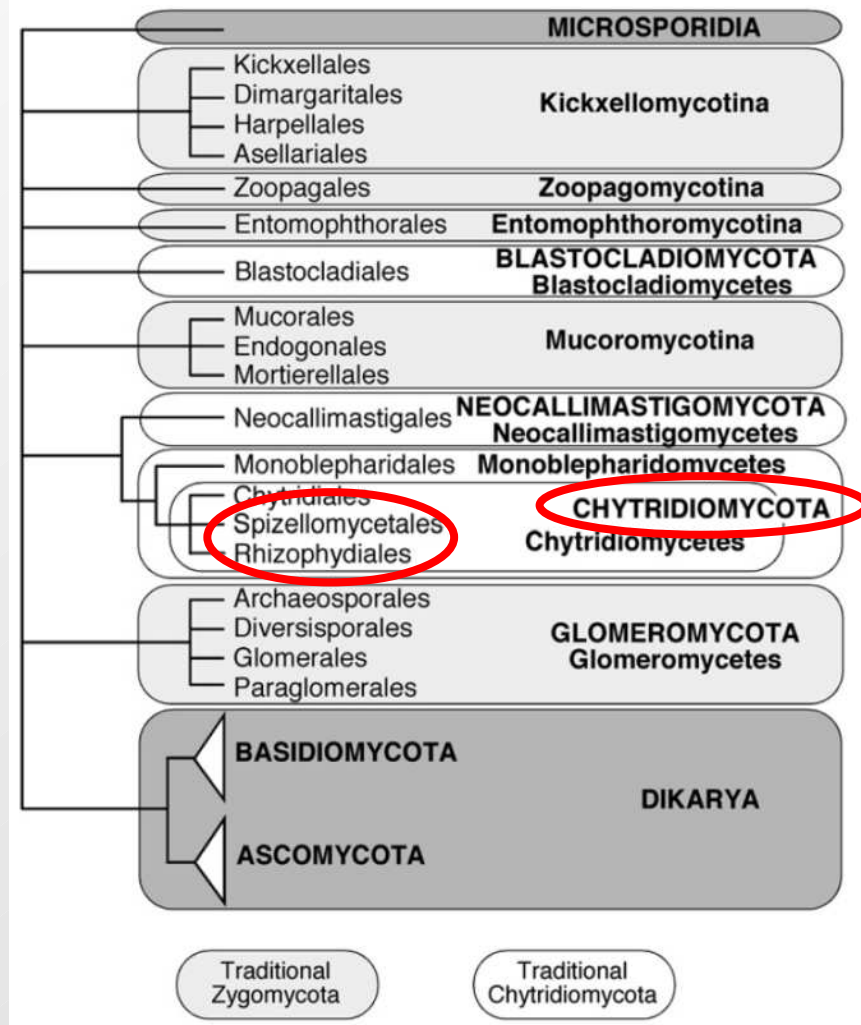 MICROSPORIDIA
Kickxellales
Dimargaritales
Kickxellomycotina
Harpellales
Asellariales
Zoopagales Zoopagomycotina
Entomophthorales Entomophthoromycotina
BLASTOCLADIOMYCOTA
Blastocladiales
Blastocladiomycetes
Mucorales
Endogonales Mucoromycotina
Mortierellales
NEOCALLIMASTIGOMYCOTA
Neocallimastigales
Neocallimastigomycetes
Monoblepharidales Monoblepharidomycetes
Chytridiales
CHYTRIDIOMYCOTA
Spizellomycetales
Chytridiomycetes
Rhizophydiales
Archaeosporales
Diversisporales GLOMEROMYCOTA
Glomerales Glomeromycetes
Paraglomerales
BASIDIOMYCOTA
DIKARYA
ASCOMYCOTA
Traditional
Zygomycota
Traditional
Chytridiomycota